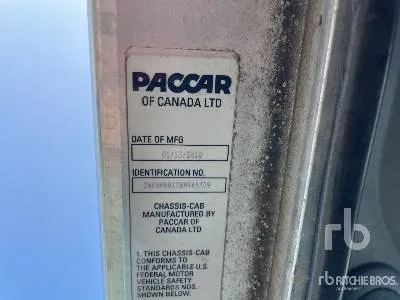 PACCAR
OF CANADA LTD
DATE OF MFG
IDENTIFICATION NO.
CHASSIS-CAB
MANUFACTURED BY
PACCAR OF
CANADA LTD
1. THIS CHASSIS-CAB
CONFORMS TO
THE APPLICABLE U.S.
FEDERAL MOTOR
VEHICLE SAFETY
STANDARDS NOS.
SHOWN BELOW.
rb
rb RITCHIE BROS.